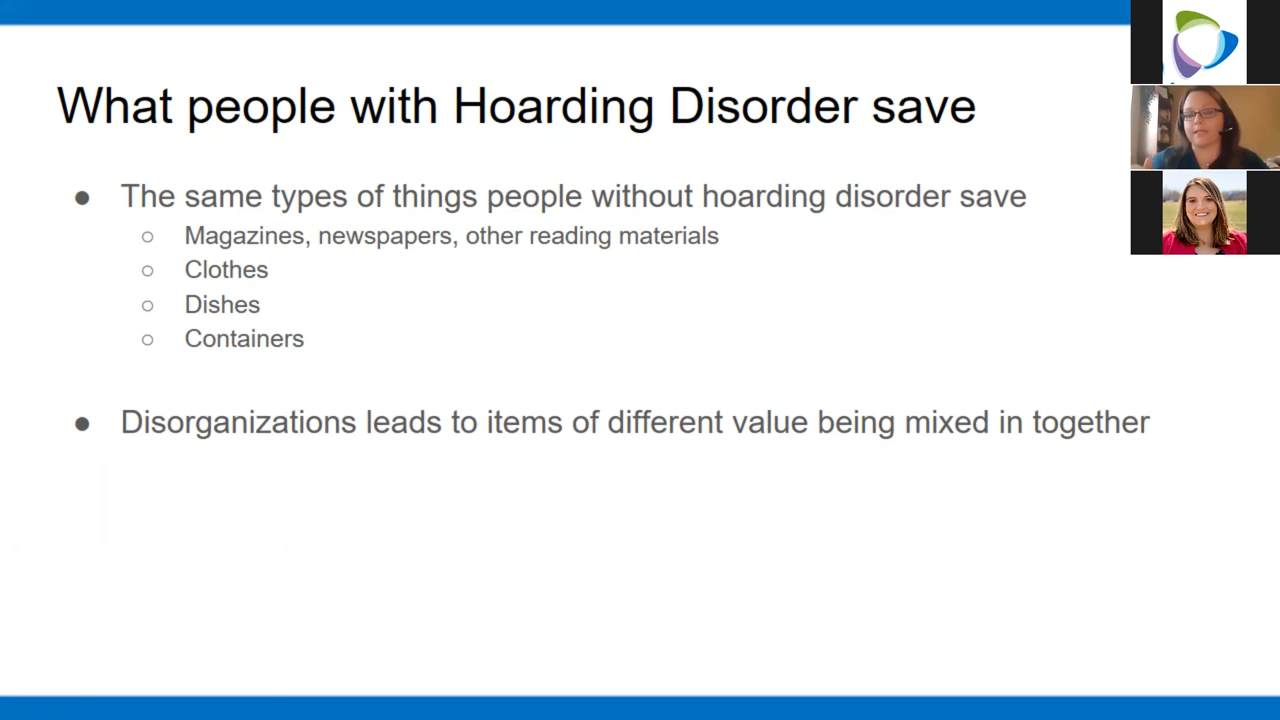 What people with Hoarding Disorder save
● The same types of things people without hoarding disorder save
○ Magazines, newspapers, other reading materials
○ Clothes
○ Dishes
○ Containers
● Disorganizations leads to items of different value being mixed in together